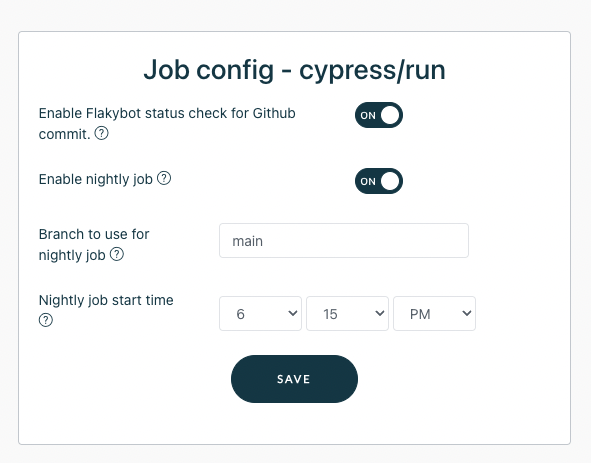 Job config - cypress/run
Enable Flakybot status check for Github
commit. ?
ON
Enable nightly job ?
ON
Branch to use for
nightly job ?
main
Nightly job start time
?
6 15 PM
SAVE